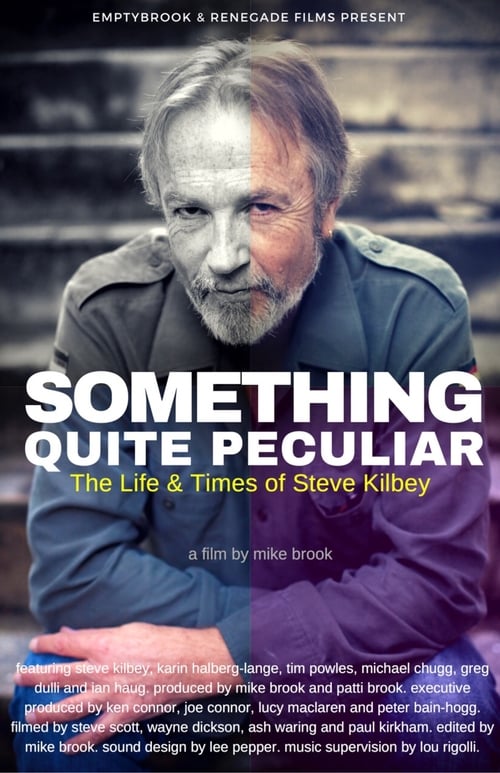 EMPTYBROOK & RENEGADE FILMS PRESENT
SOMETHING
QUITE PECULIAR
The Life & Times of Steve Kilbey
a film by mike brook
featuring steve kilbey, karin halberg-lange, tim powles, michael chugg, greg
dulli and ian haug. produced by mike brook and patti brook. executive
produced by ken connor, joe connor, lucy maclaren and peter bain-hogg.
filmed by steve scott, wayne dickson, ash waring and paul kirkham. edited by
mike brook. sound design by lee pepper. music supervision by lou rigolli.